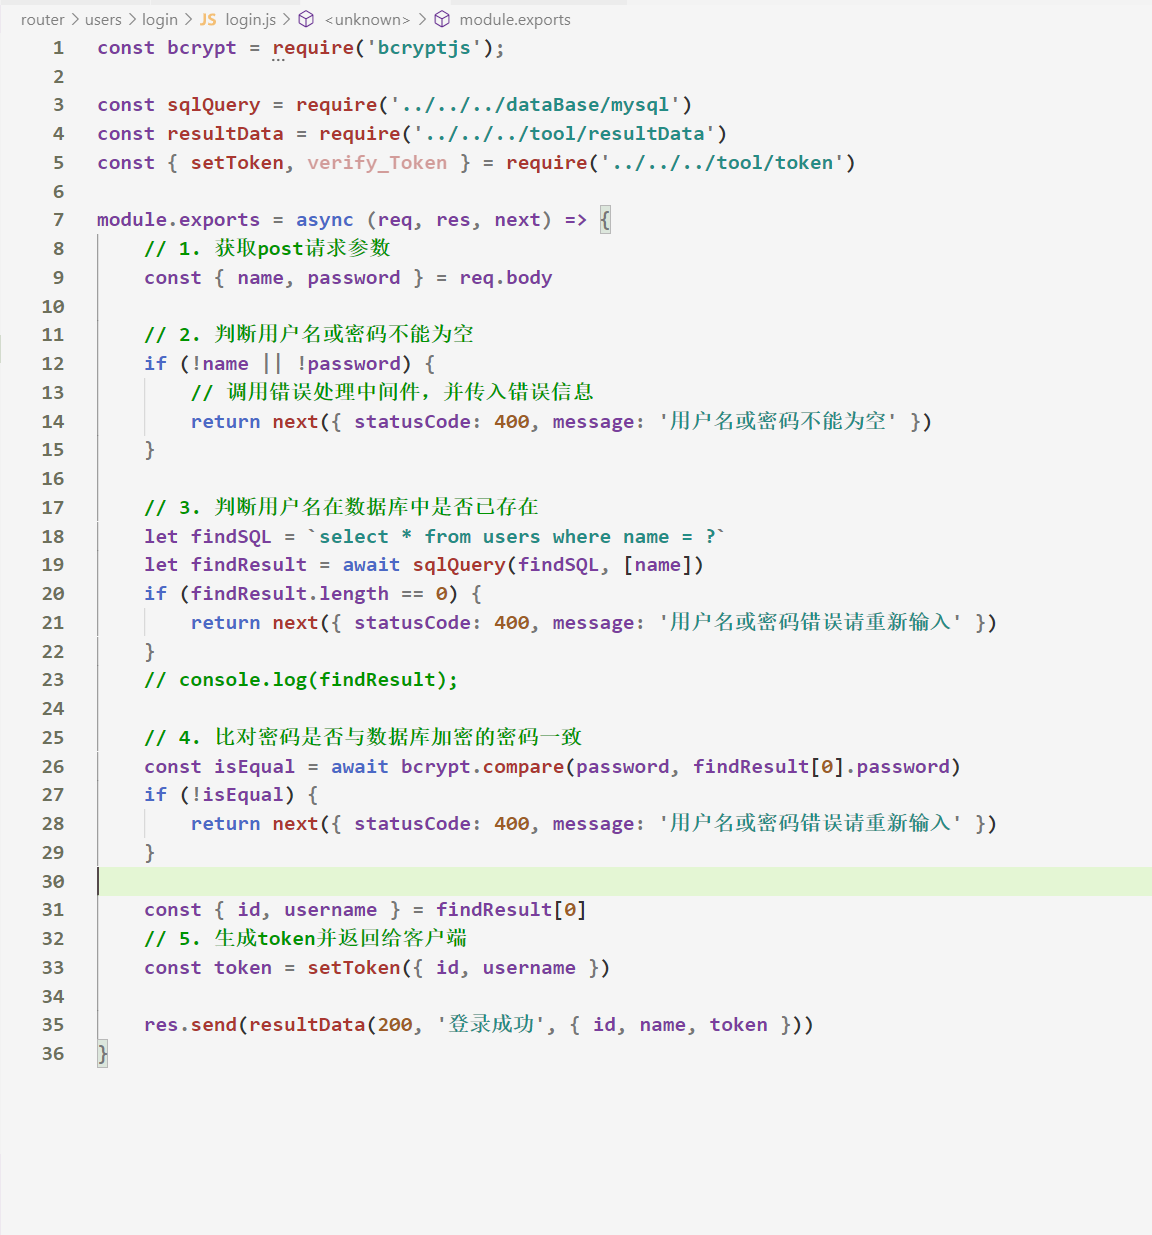 router > users > login > JS login.js > <unknown> > module.exports
1 const bcrypt = require('bcryptjs');
2
3 const sqlQuery = require('../../../dataBase/mysql')
4 const resultData = require('../../../tool/resultData')
5 const { setToken, verify_Token } = require('../../../tool/token')
6
7 module.exports = async (req, res, next) => {
8     // 1. 获取post请求参数
9     const { name, password } = req.body
10
11     // 2. 判断用户名或密码不能为空
12     if (!name || !password) {
13         // 调用错误处理中间件，并传入错误信息
14         return next({ statusCode: 400, message: '用户名或密码不能为空' })
15     }
16
17     // 3. 判断用户名在数据库中是否已存在
18     let findSQL = `select * from users where name = ?`
19     let findResult = await sqlQuery(findSQL, [name])
20     if (findResult.length == 0) {
21         return next({ statusCode: 400, message: '用户名或密码错误请重新输入' })
22     }
23     // console.log(findResult);
24
25     // 4. 比对密码是否与数据库加密的密码一致
26     const isEqual = await bcrypt.compare(password, findResult[0].password)
27     if (!isEqual) {
28         return next({ statusCode: 400, message: '用户名或密码错误请重新输入' })
29     }
30
31     const { id, username } = findResult[0]
32     // 5. 生成token并返回给客户端
33     const token = setToken({ id, username })
34
35     res.send(resultData(200, '登录成功', { id, name, token }))
36 }